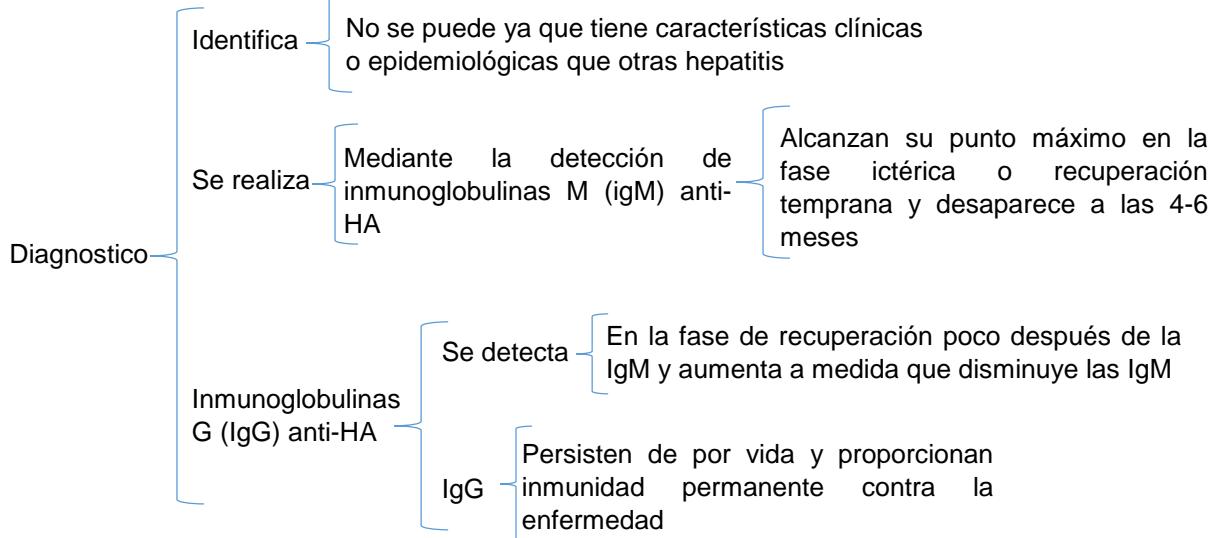 Identifica
No se puede ya que tiene características clínicas
o epidemiológicas que otras hepatitis
Se realiza
Mediante la detección de
inmunoglobulinas M (igM) anti-
HA
Alcanzan su punto máximo en la
fase ictérica o recuperación
temprana y desaparece a las 4-6
meses
Diagnostico
Inmunoglobulinas
G (IgG) anti-HA
Se detecta
En la fase de recuperación poco después de la
IgM y aumenta a medida que disminuye las IgM
IgG
Persisten de por vida y proporcionan
inmunidad permanente contra la
enfermedad